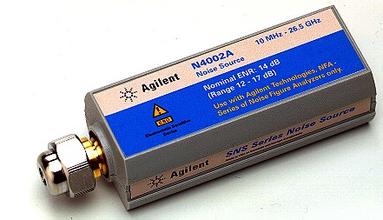 Agilent
N4002A
Noise Source
10 MHz - 26.5 GHz
Nominal ENR: 14 dB
(Range 12 - 17 dB)
Use with Agilent Technologies, NFA -
Series of Noise Figure Analyzers only
Agilent
SNS Series Noise Source